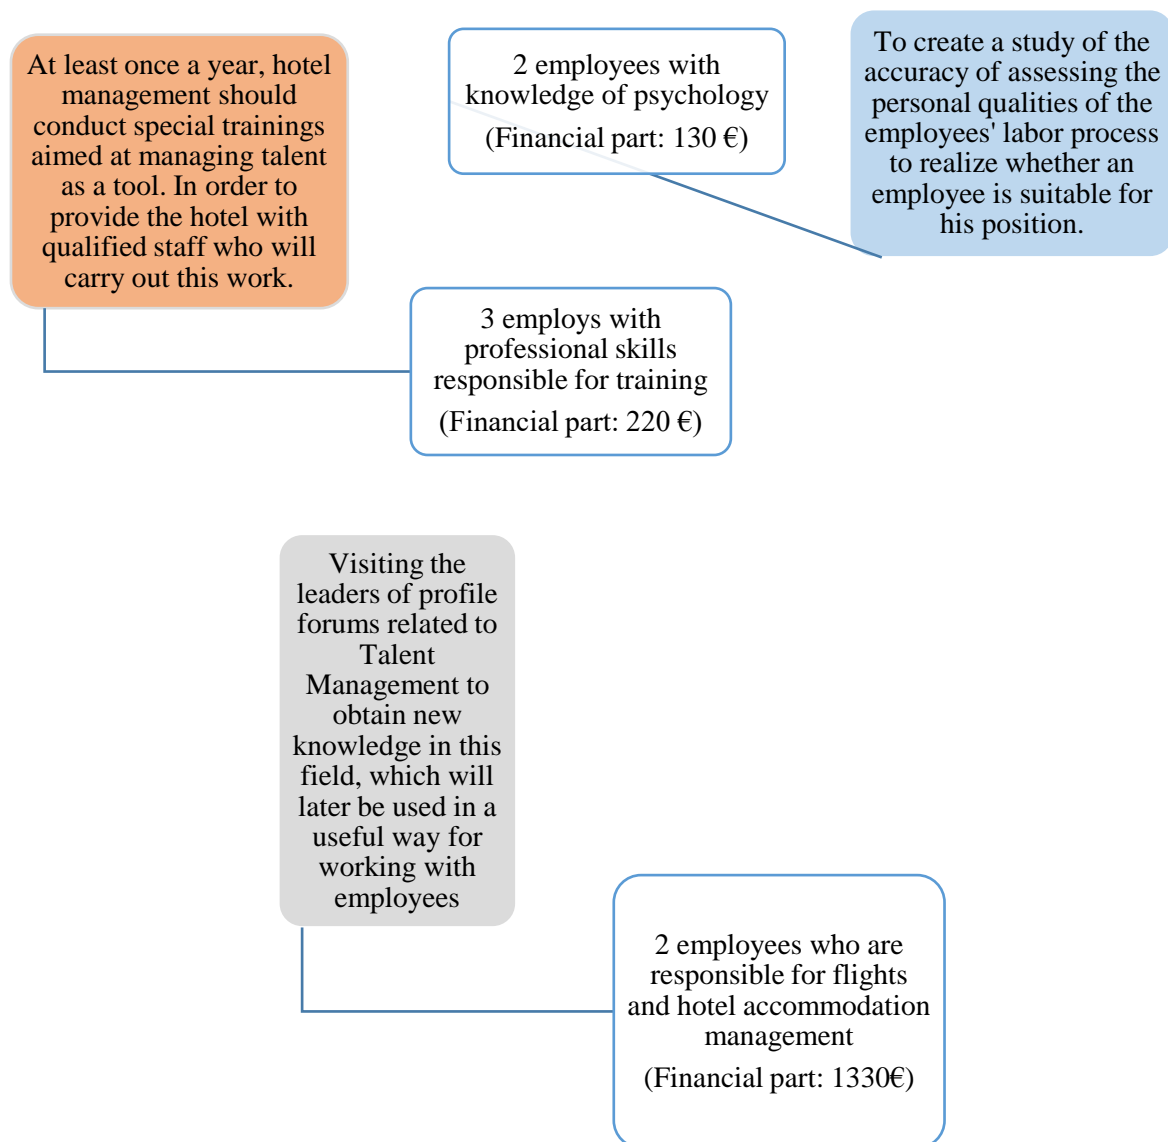 At least once a year, hotel
management should
conduct special trainings
aimed at managing talent
as a tool. In order to
provide the hotel with
qualified staff who will
carry out this work.
2 employees with
knowledge of psychology
(Financial part: 130 €)
To create a study of the
accuracy of assessing the
personal qualities of the
employees' labor process
to realize whether an
employee is suitable for
his position.
3 employs with
professional skills
responsible for training
(Financial part: 220 €)
Visiting the
leaders of profile
forums related to
Talent
Management to
obtain new
knowledge in this
field, which will
later be used in a
useful way for
working with
employees
2 employees who are
responsible for flights
and hotel accommodation
management
(Financial part: 1330€)